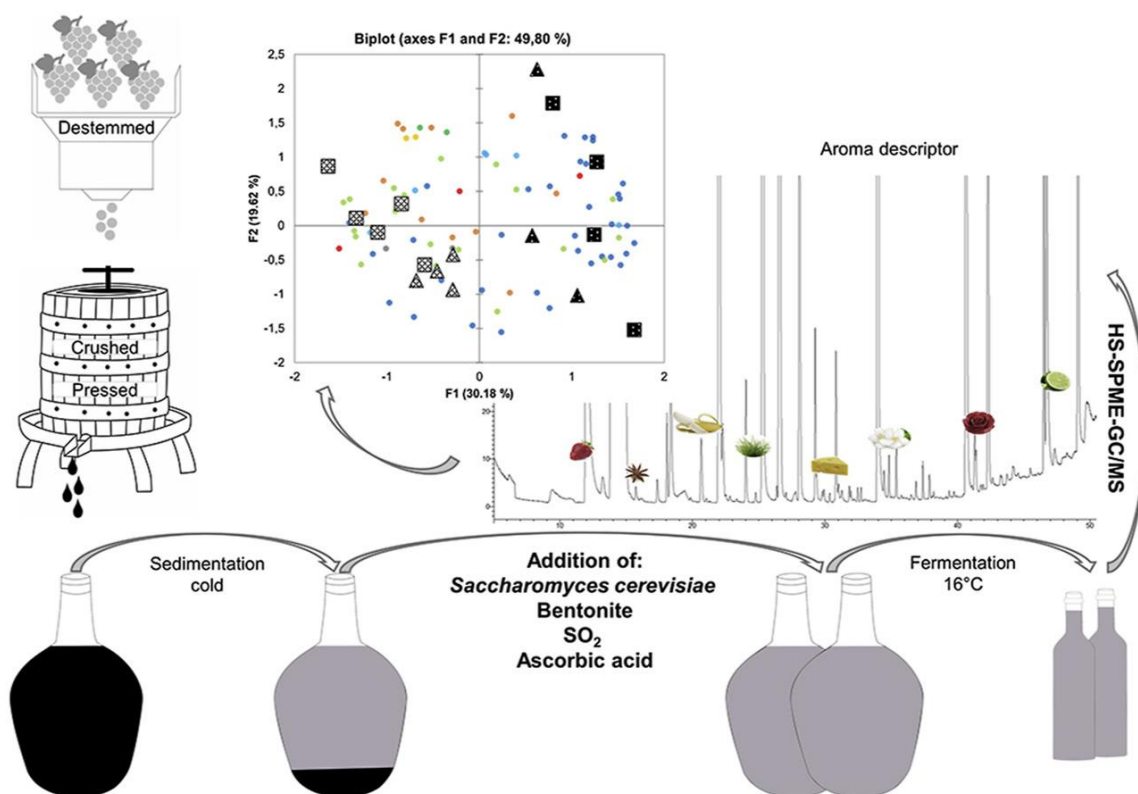 Destemmed
Crushed
Pressed
Biplot (axes F1 and F2: 49,80 %)
2,5
2
1,5
1
0,5
0
-0,5
-1
-1,5
-2
F2 (19.62 %)
-2
-1
0
1
2
F1 (30.18 %)
Aroma descriptor
20
10
0
10
20
30
40
50
HS-SPME-GC/MS
Sedimentation
cold
Addition of:
Saccharomyces cerevisiae
Bentonite
SO₂
Ascorbic acid
Fermentation
16°C